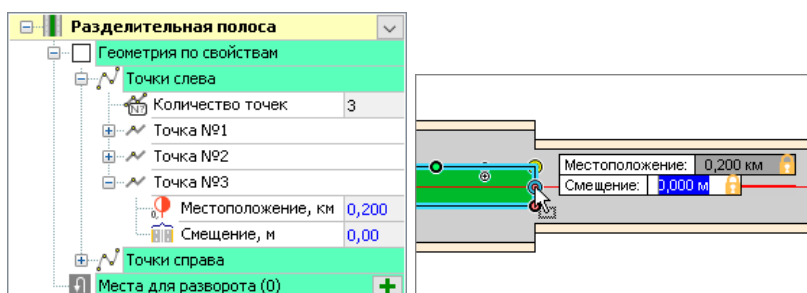 Разделительная полоса
Геометрия по свойствам
Точки слева
Количество точек 3
Точка №1
Точка №2
Точка №3
Местоположение, км 0,200
Смещение, м 0,00
Точки справа
Места для разворота (0)
Местоположение: 0,200 км
Смещение: 0,000 м